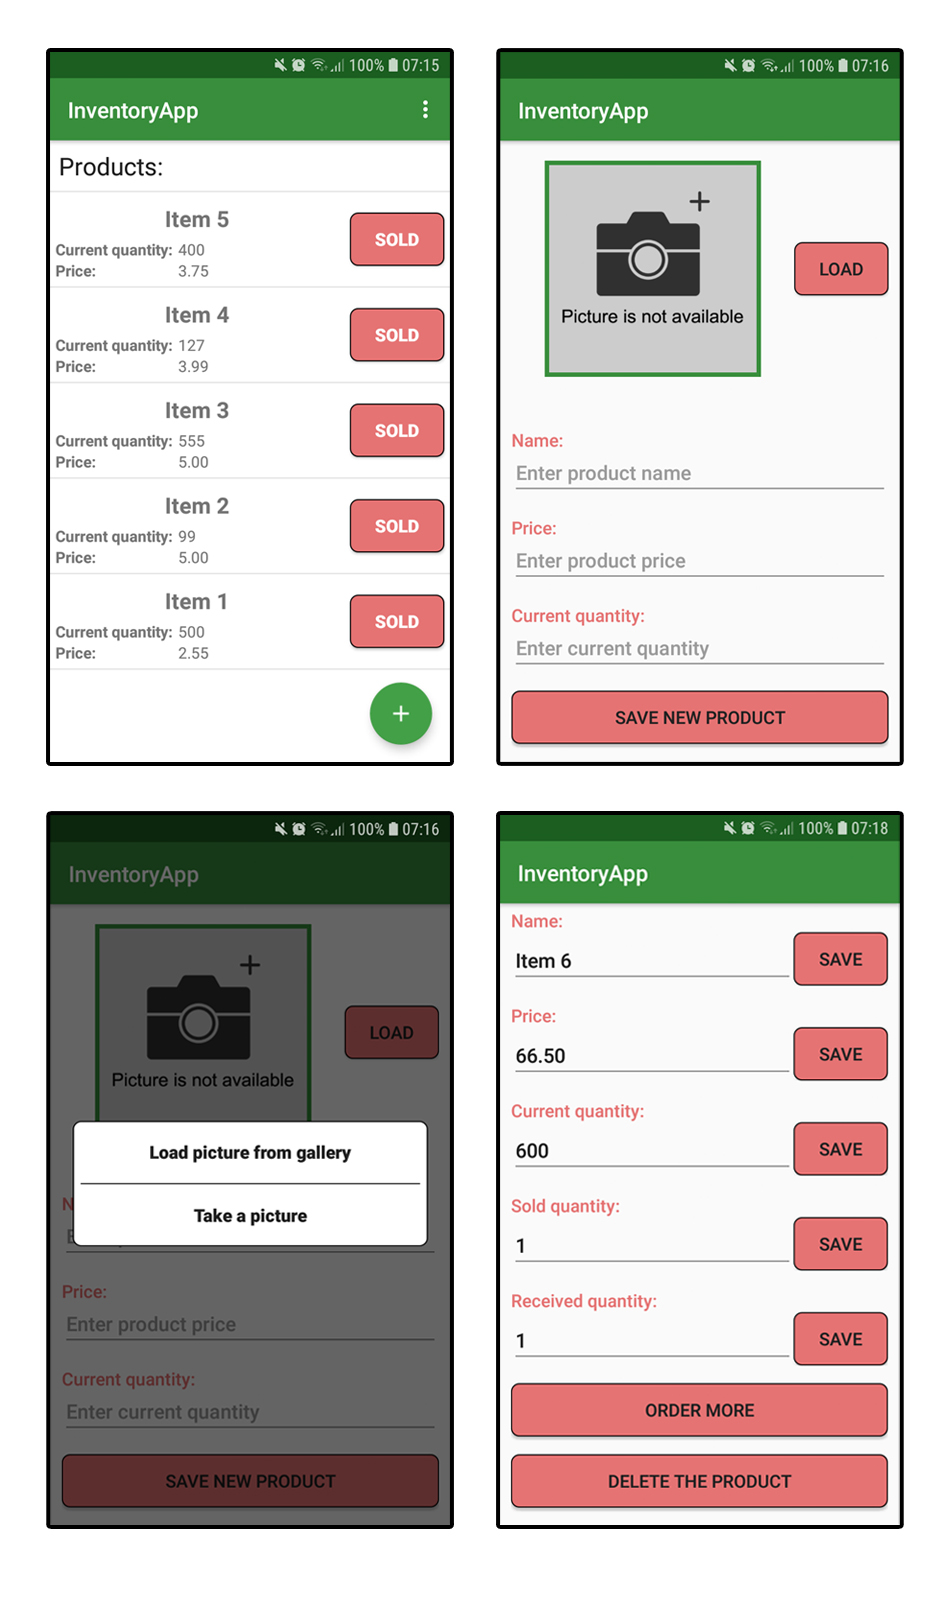 100% 07:15
InventoryApp
Products:
Item 5
Current quantity: 400
Price: 3.75
SOLD
Item 4
Current quantity: 127
Price: 3.99
SOLD
Item 3
Current quantity: 555
Price: 5.00
SOLD
Item 2
Current quantity: 99
Price: 5.00
SOLD
Item 1
Current quantity: 500
Price: 2.55
SOLD
+
100% 07:16
InventoryApp
Picture is not available
LOAD
Name:
Enter product name
Price:
Enter product price
Current quantity:
Enter current quantity
SAVE NEW PRODUCT
100% 07:16
InventoryApp
Picture is not available
LOAD
Load picture from gallery
Take a picture
Price:
Enter product price
Current quantity:
Enter current quantity
SAVE NEW PRODUCT
100% 07:18
InventoryApp
Name:
Item 6
SAVE
Price:
66.50
SAVE
Current quantity:
600
SAVE
Sold quantity:
1
SAVE
Received quantity:
1
SAVE
ORDER MORE
DELETE THE PRODUCT